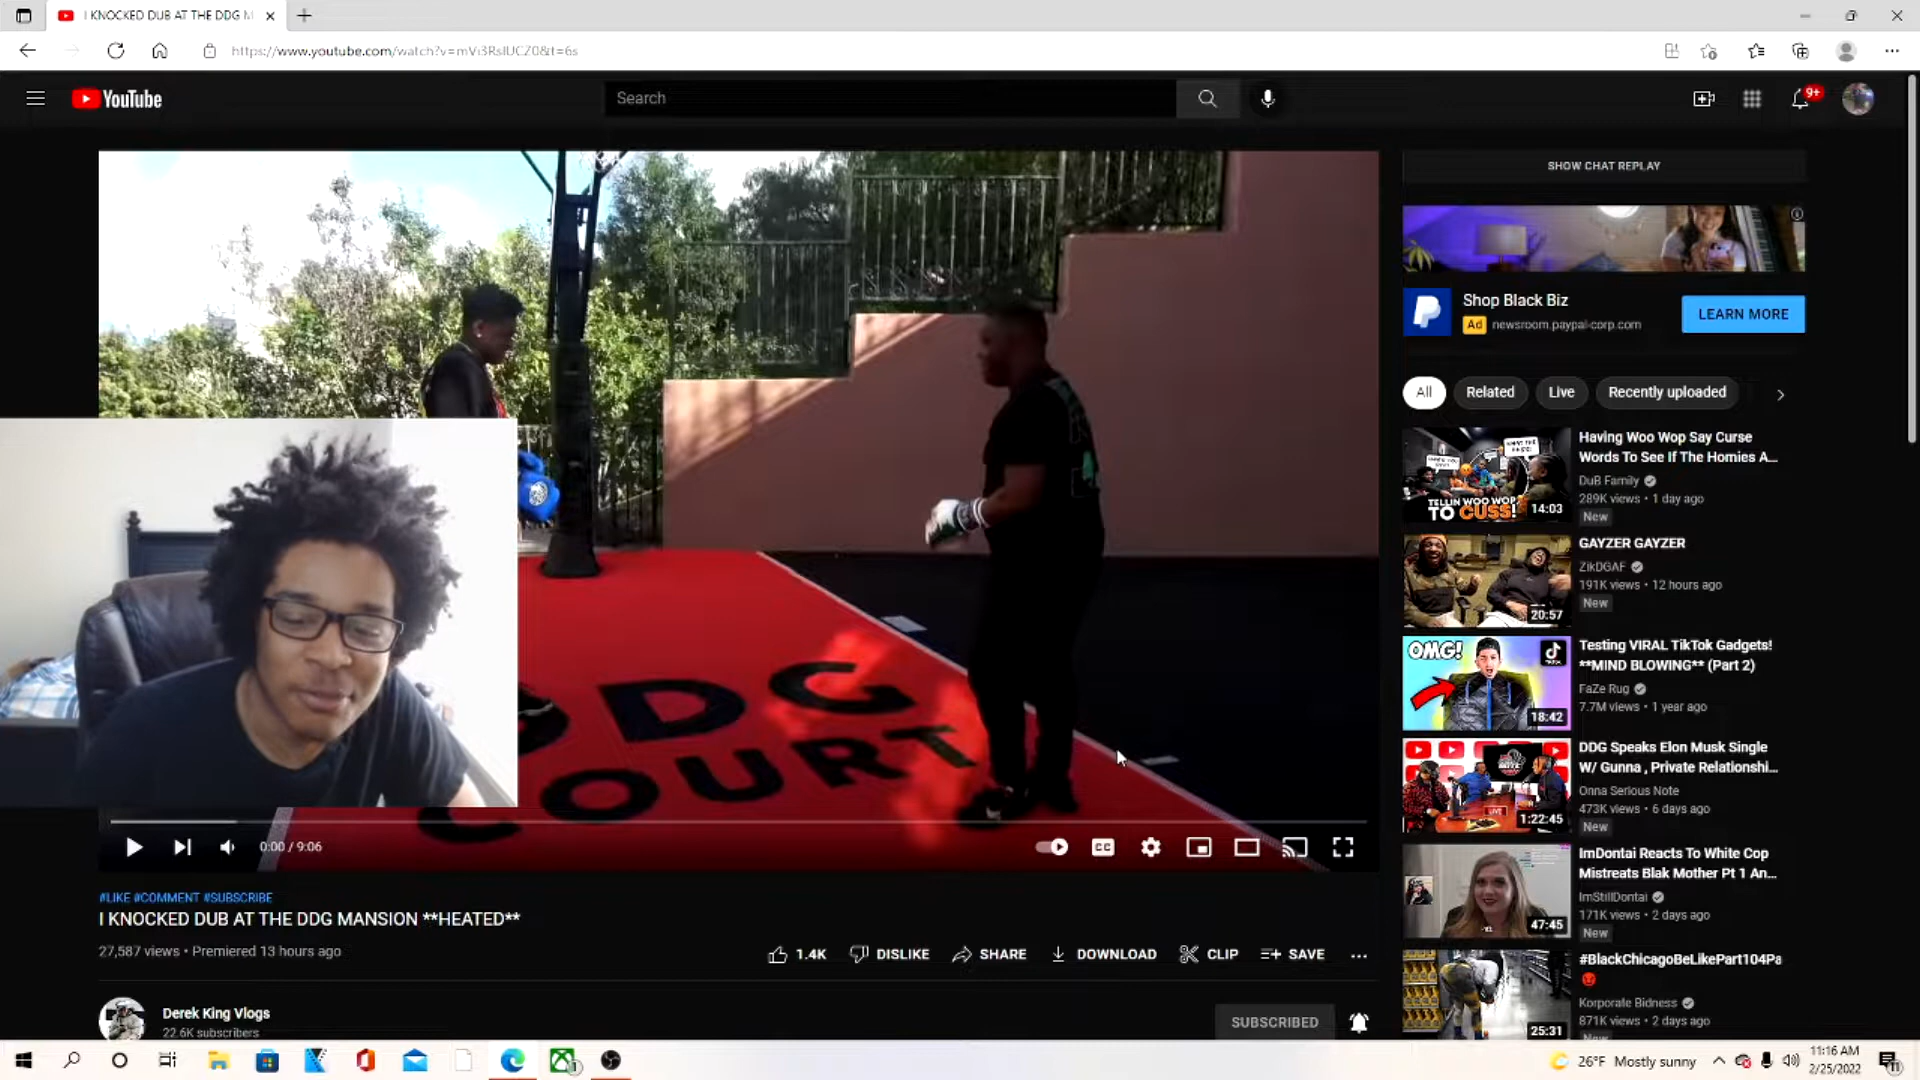 I KNOCKED DUB AT THE DDG M
https://www.youtube.com/watch?v=mVi3RsIUCZ0&t=6s
YouTube
Search
9+
SHOW CHAT REPLAY
Shop Black Biz
Ad newsroom.paypal-corp.com
LEARN MORE
All
Related
Live
Recently uploaded
Having Woo Wop Say Curse
Words To See If The Homies A...
DuB Family
289K views • 1 day ago
New
TELLIN WOO WOP
TO CUSS!
14:03
GAYZER GAYZER
ZikDGAF
191K views • 12 hours ago
New
20:57
OMG!
Testing VIRAL TikTok Gadgets!
**MIND BLOWING** (Part 2)
FaZe Rug
7.7M views • 1 year ago
18:42
DDG Speaks Elon Musk Single
W/ Gunna , Private Relationshi...
Onna Serious Note
473K views • 6 days ago
New
LIVE
1:22:45
ImDontai Reacts To White Cop
Mistreats Blak Mother Pt 1 An...
ImStillDontai
171K views • 2 days ago
New
47:45
#BlackChicagoBeLikePart104Pa
Korporate Bidness
871K views • 2 days ago
New
25:31
DDG
COURT
0:00 / 9:06
CC
#LIKE #COMMENT #SUBSCRIBE
I KNOCKED DUB AT THE DDG MANSION **HEATED**
27,587 views • Premiered 13 hours ago
1.4K
DISLIKE
SHARE
DOWNLOAD
CLIP
SAVE
Derek King Vlogs
22.6K subscribers
SUBSCRIBED
26°F Mostly sunny
11:16 AM
2/25/2022